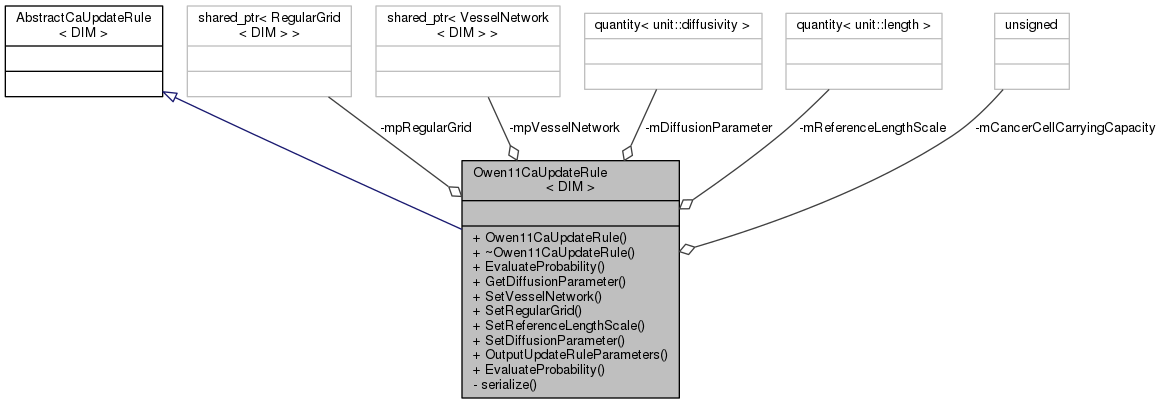 AbstractCaUpdateRule
< DIM >
shared_ptr< RegularGrid
< DIM > >
shared_ptr< VesselNetwork
< DIM > >
quantity< unit::diffusivity >
quantity< unit::length >
unsigned
-mpRegularGrid
-mpVesselNetwork
-mDiffusionParameter
-mReferenceLengthScale
-mCancerCellCarryingCapacity
Owen11CaUpdateRule
< DIM >
+ Owen11CaUpdateRule()
+ ~Owen11CaUpdateRule()
+ EvaluateProbability()
+ GetDiffusionParameter()
+ SetVesselNetwork()
+ SetRegularGrid()
+ SetReferenceLengthScale()
+ SetDiffusionParameter()
+ OutputUpdateRuleParameters()
+ EvaluateProbability()
- serialize()